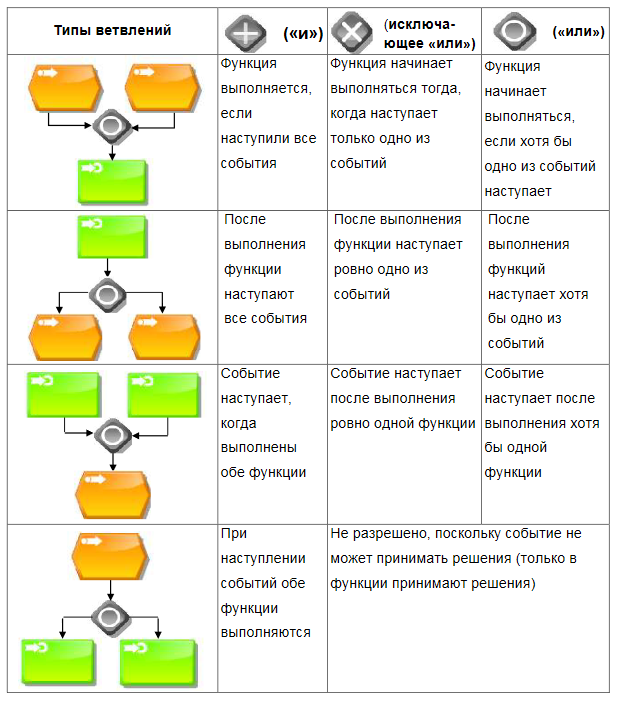 Типы ветвлений
(«и»)
(исключа-
ющее «или»)
(«или»)
Функция
выполняется,
если
наступили все
события
Функция начинает
выполняться тогда,
когда наступает
только одно из
событий
Функция
начинает
выполняться,
если хотя бы
одно из событий
наступает
После
выполнения
функции
наступают
все события
После выполнения
функции наступает
ровно одно из
событий
После
выполнения
функций
наступает хотя
бы одно из
событий
Событие
наступает,
когда
выполнены
обе функции
Событие наступает
после выполнения
ровно одной функции
Событие
наступает после
выполнения хотя
бы одной
функции
При
наступлении
событий обе
функции
выполняются
Не разрешено, поскольку событие не
может принимать решения (только в
функции принимают решения)